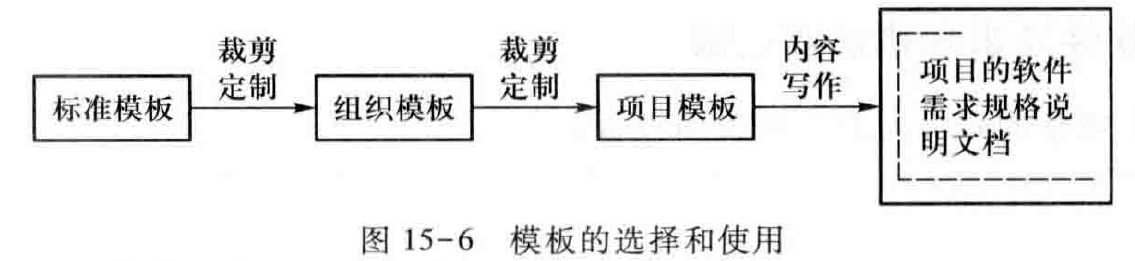 标准模板
裁剪
定制
组织模板
裁剪
定制
项目模板
内容
写作
项目的软件
需求规格说
明文档
图 15-6 模板的选择和使用